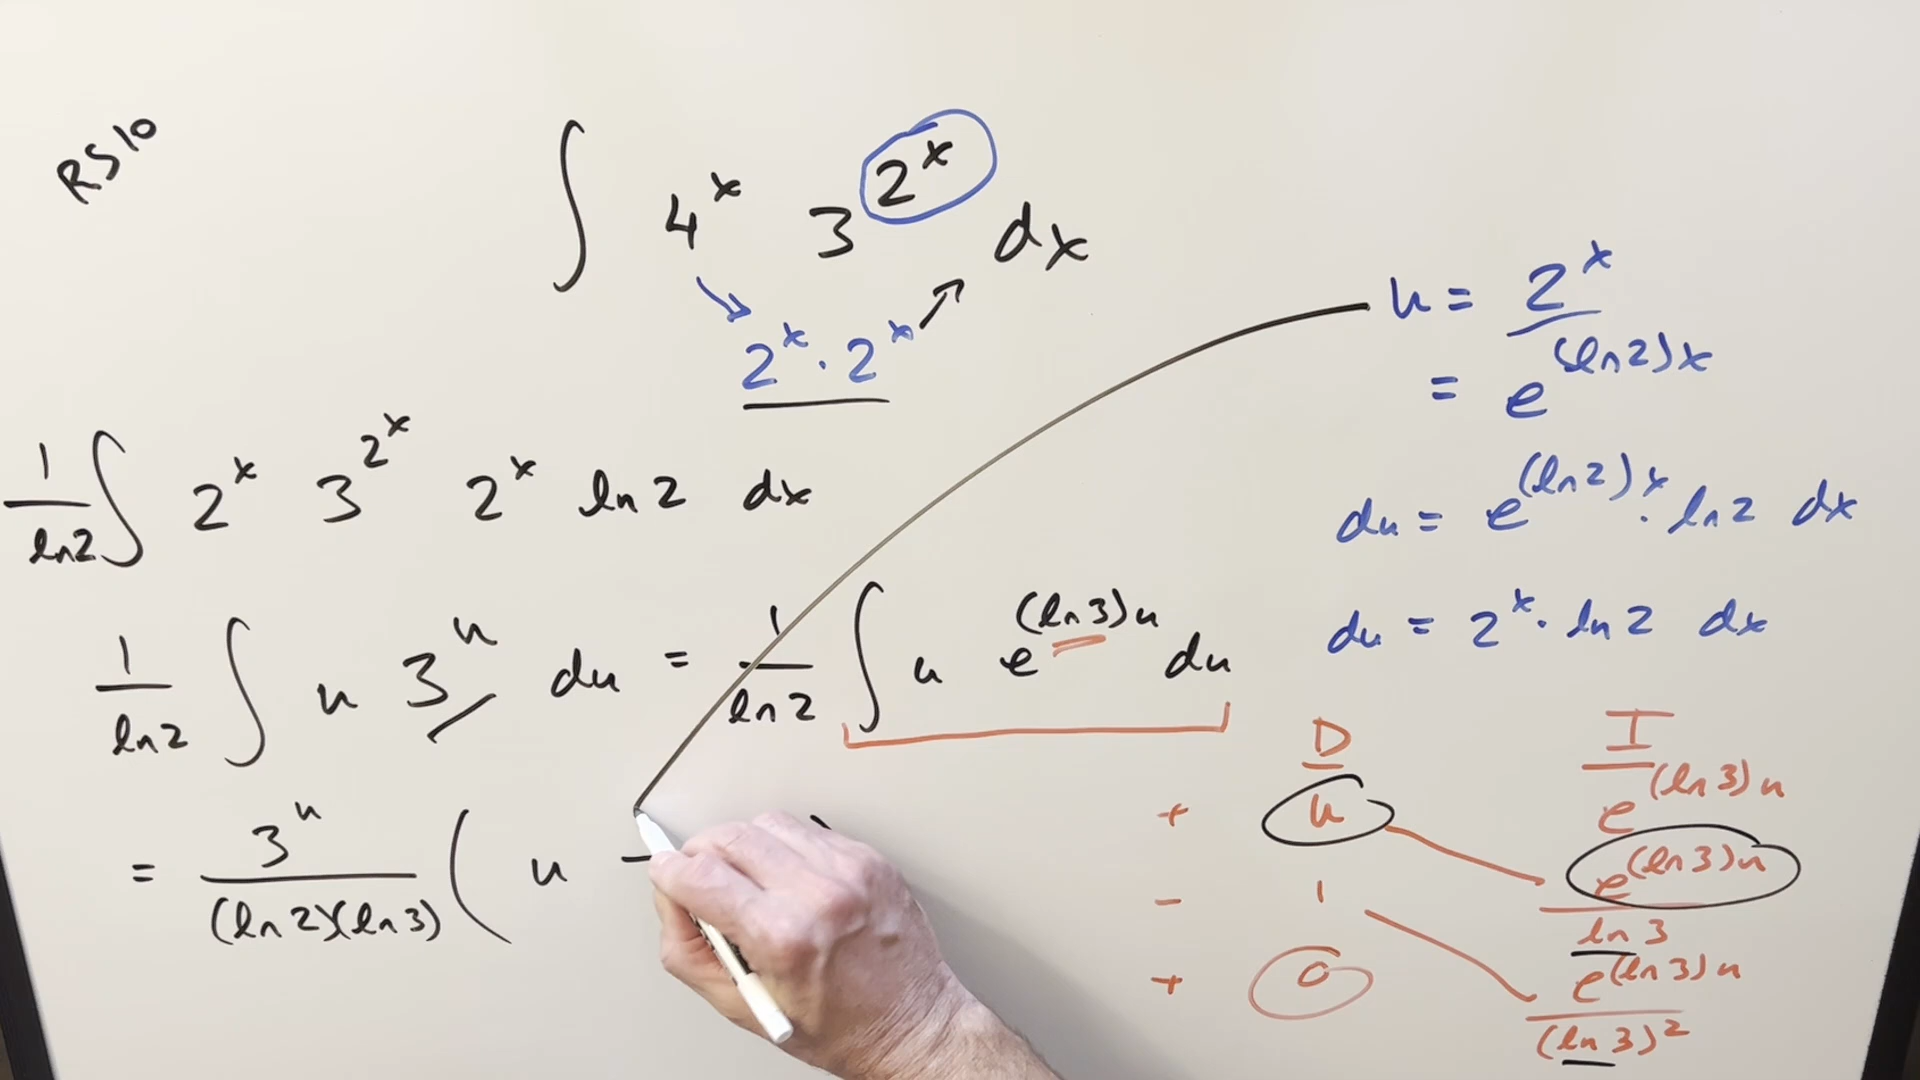 RS10
∫ 4^x 3^{2^x} dx
2^x · 2^x
u = 2^x
= e^{(ln2)x}
du = e^{(ln2)x} · ln2 dx
du = 2^x · ln2 dx
1/ln2 ∫ 2^x 3^{2^x} 2^x ln2 dx
1/ln2 ∫ u 3^u du = 1/ln2 ∫ u e^{(ln3)u} du
= 3^u/(ln2)(ln3) ( u −
D I
+ u e^{(ln3)u}
- 1 e^{(ln3)u}/ln3
+ 0 e^{(ln3)u}/(ln3)^2